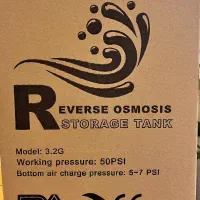 REVERSE OSMOSIS
STORAGE TANK
Model: 3.2G
Working pressure: 50PSI
Bottom air charge pressure: 5~7 PSI